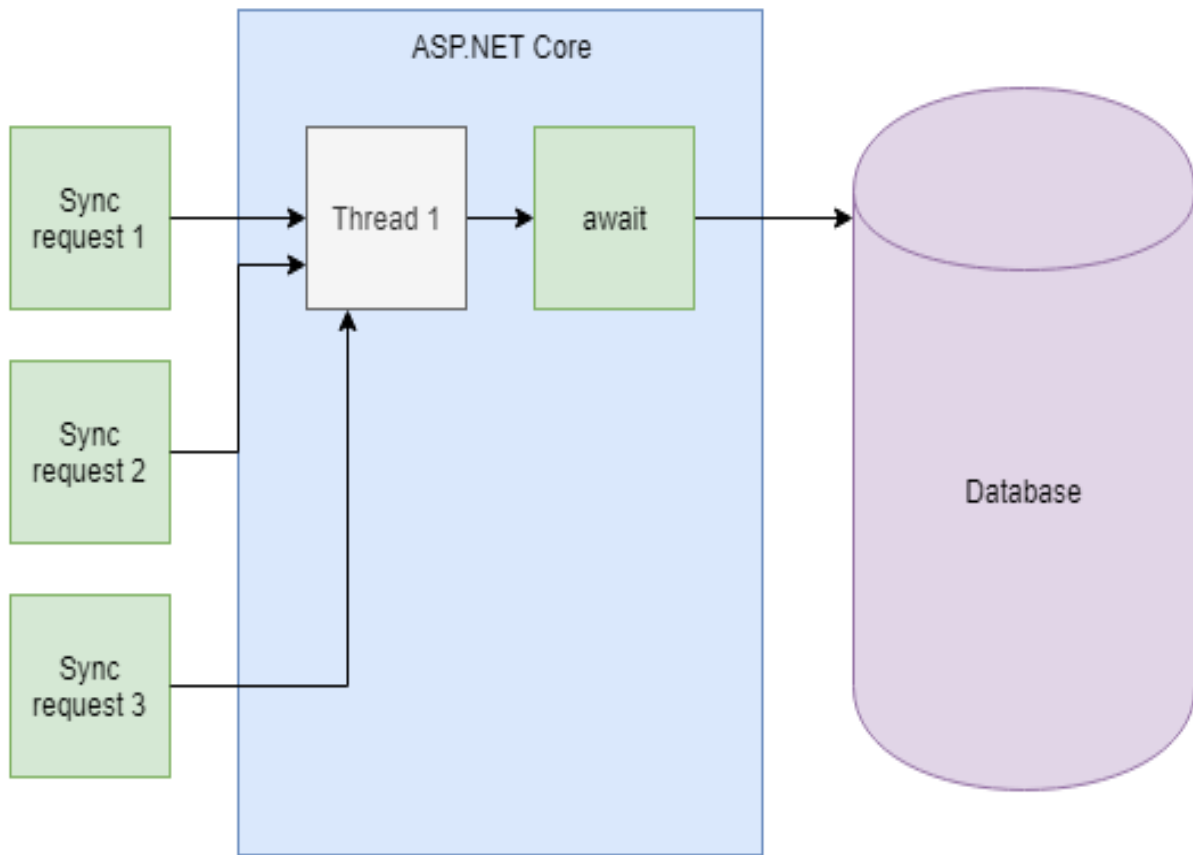 ASP.NET Core
Sync
request 1
Thread 1
await
Sync
request 2
Database
Sync
request 3